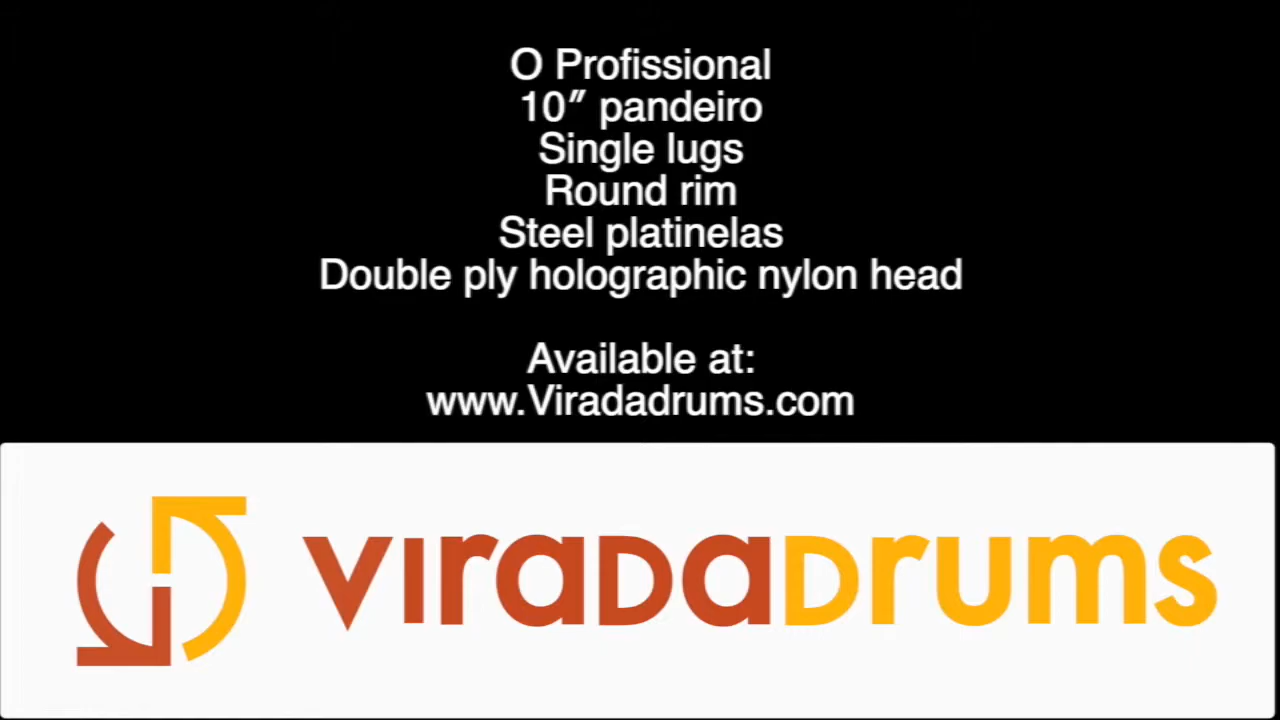 O Profissional
10″ pandeiro
Single lugs
Round rim
Steel platinelas
Double ply holographic nylon head
Available at:
www.Viradadrums.com
viradadrums